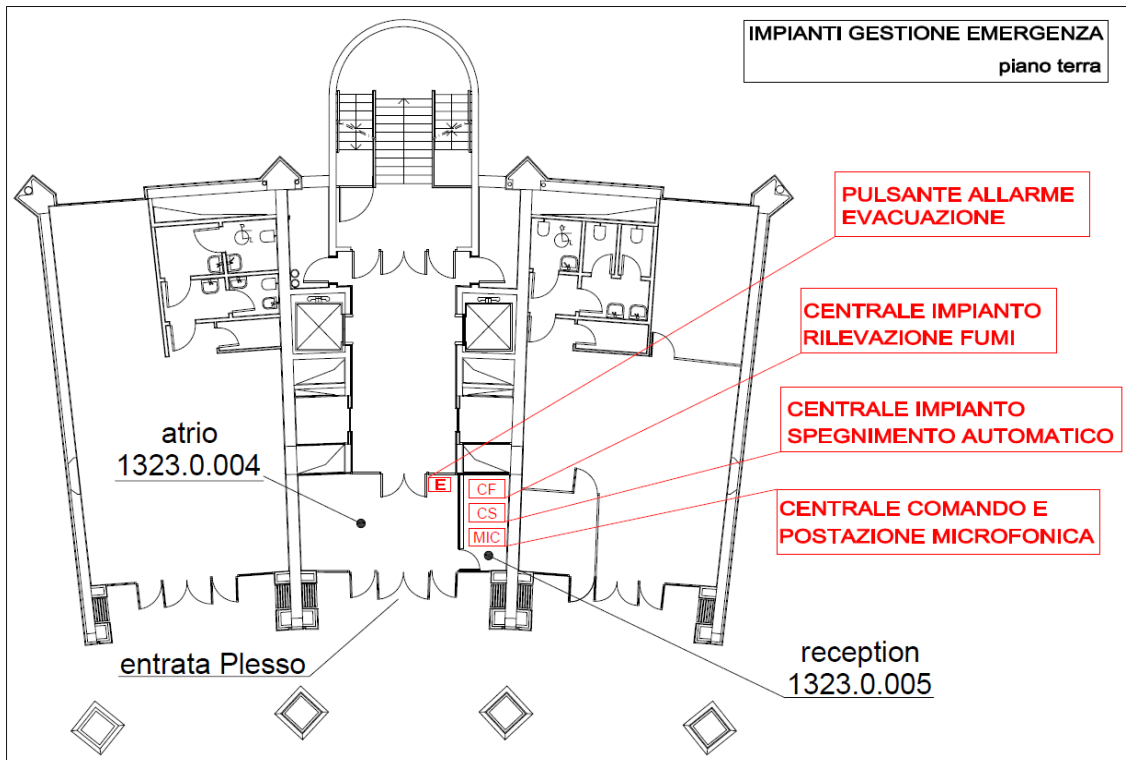 IMPIANTI GESTIONE EMERGENZA
piano terra
PULSANTE ALLARME
EVACUAZIONE
CENTRALE IMPIANTO
RILEVAZIONE FUMI
CENTRALE IMPIANTO
SPEGNIMENTO AUTOMATICO
CENTRALE COMANDO E
POSTAZIONE MICROFONICA
atrio
1323.0.004
E
CF
CS
MIC
entrata Plesso
reception
1323.0.005